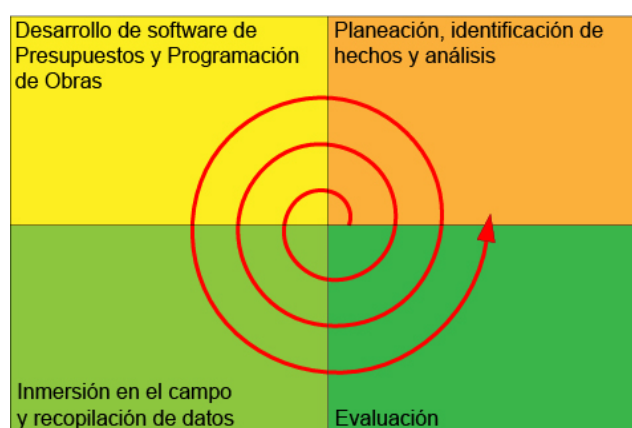 Desarrollo de software de
Presupuestos y Programación
de Obras
Planeación, identificación de
hechos y análisis
Inmersión en el campo
y recopilación de datos
Evaluación